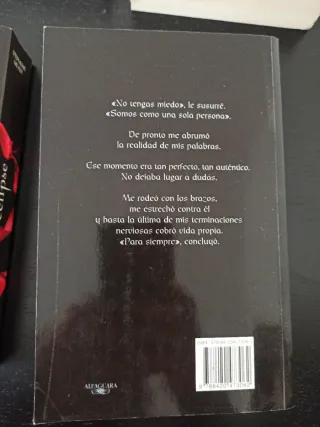 «No tengas miedo», le susurré.
«Somos como una sola persona».
De pronto me abrumó
la realidad de mis palabras.
Ese momento era tan perfecto, tan auténtico.
No dejaba lugar a dudas.
Me rodeó con los brazos,
me estrechó contra él
y hasta la última de mis terminaciones
nerviosas cobró vida propia.
«Para siempre», concluyó.
ALFAGUARA
eclipse